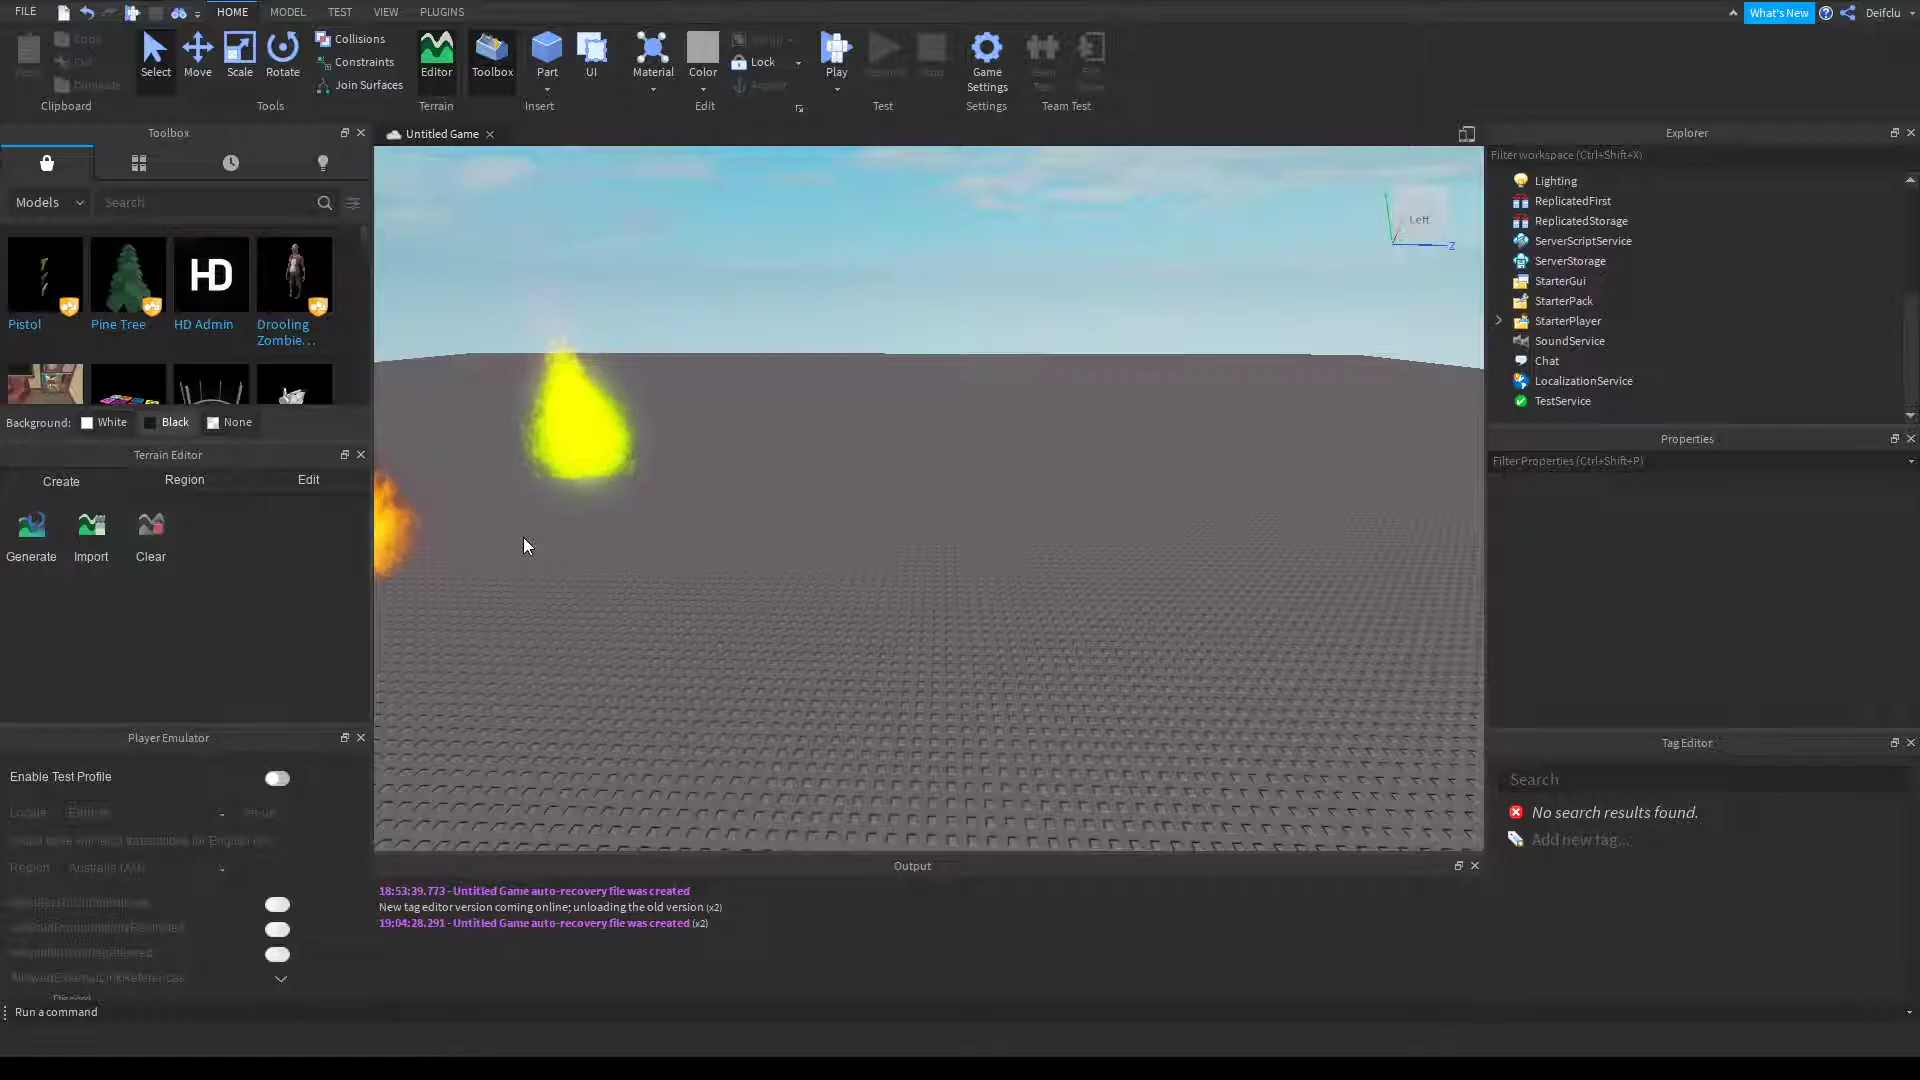 FILE
HOME
MODEL
TEST
VIEW
PLUGINS
What's New
Deifclu
Select
Move
Scale
Rotate
Collisions
Constraints
Join Surfaces
Editor
Toolbox
Part
UI
Material
Color
Lock
Play
Game
Settings
Clipboard
Tools
Terrain
Insert
Edit
Test
Settings
Team Test
Toolbox
Models
Search
Pistol
Pine Tree
HD
HD Admin
Drooling
Zombie...
Background:
White
Black
None
Terrain Editor
Create
Region
Edit
Generate
Import
Clear
Player Emulator
Enable Test Profile
Locale
Region
Australia (AU)
Discord
Run a command
Untitled Game
Left
Z
Output
18:53:39.773 - Untitled Game auto-recovery file was created
New tag editor version coming online; unloading the old version (x2)
19:04:28.291 - Untitled Game auto-recovery file was created (x2)
Explorer
Filter workspace (Ctrl+Shift+X)
Lighting
ReplicatedFirst
ReplicatedStorage
ServerScriptService
ServerStorage
StarterGui
StarterPack
StarterPlayer
SoundService
Chat
LocalizationService
TestService
Properties
Filter Properties (Ctrl+Shift+P)
Tag Editor
Search
No search results found.
Add new tag...